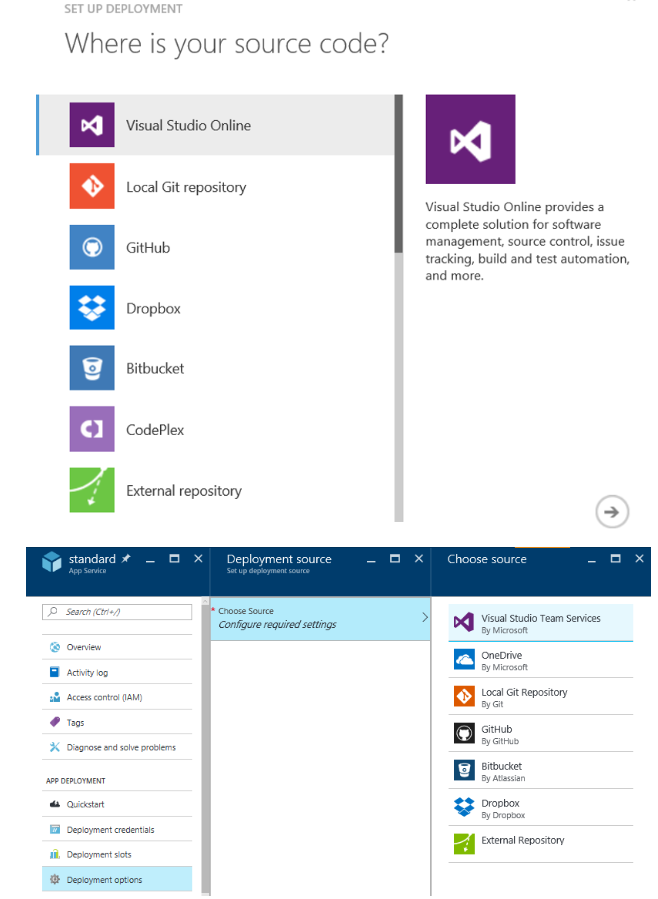 SET UP DEPLOYMENT
Where is your source code?
Visual Studio Online
Local Git repository
GitHub
Dropbox
Bitbucket
CodePlex
External repository
Visual Studio Online provides a
complete solution for software
management, source control, issue
tracking, build and test automation,
and more.
standard
App Service
Search (Ctrl+/)
Overview
Activity log
Access control (IAM)
Tags
Diagnose and solve problems
APP DEPLOYMENT
Quickstart
Deployment credentials
Deployment slots
Deployment options
Deployment source
Set up deployment source
* Choose Source
Configure required settings
Choose source
Visual Studio Team Services
By Microsoft
OneDrive
By Microsoft
Local Git Repository
By Git
GitHub
By GitHub
Bitbucket
By Atlassian
Dropbox
By Dropbox
External Repository